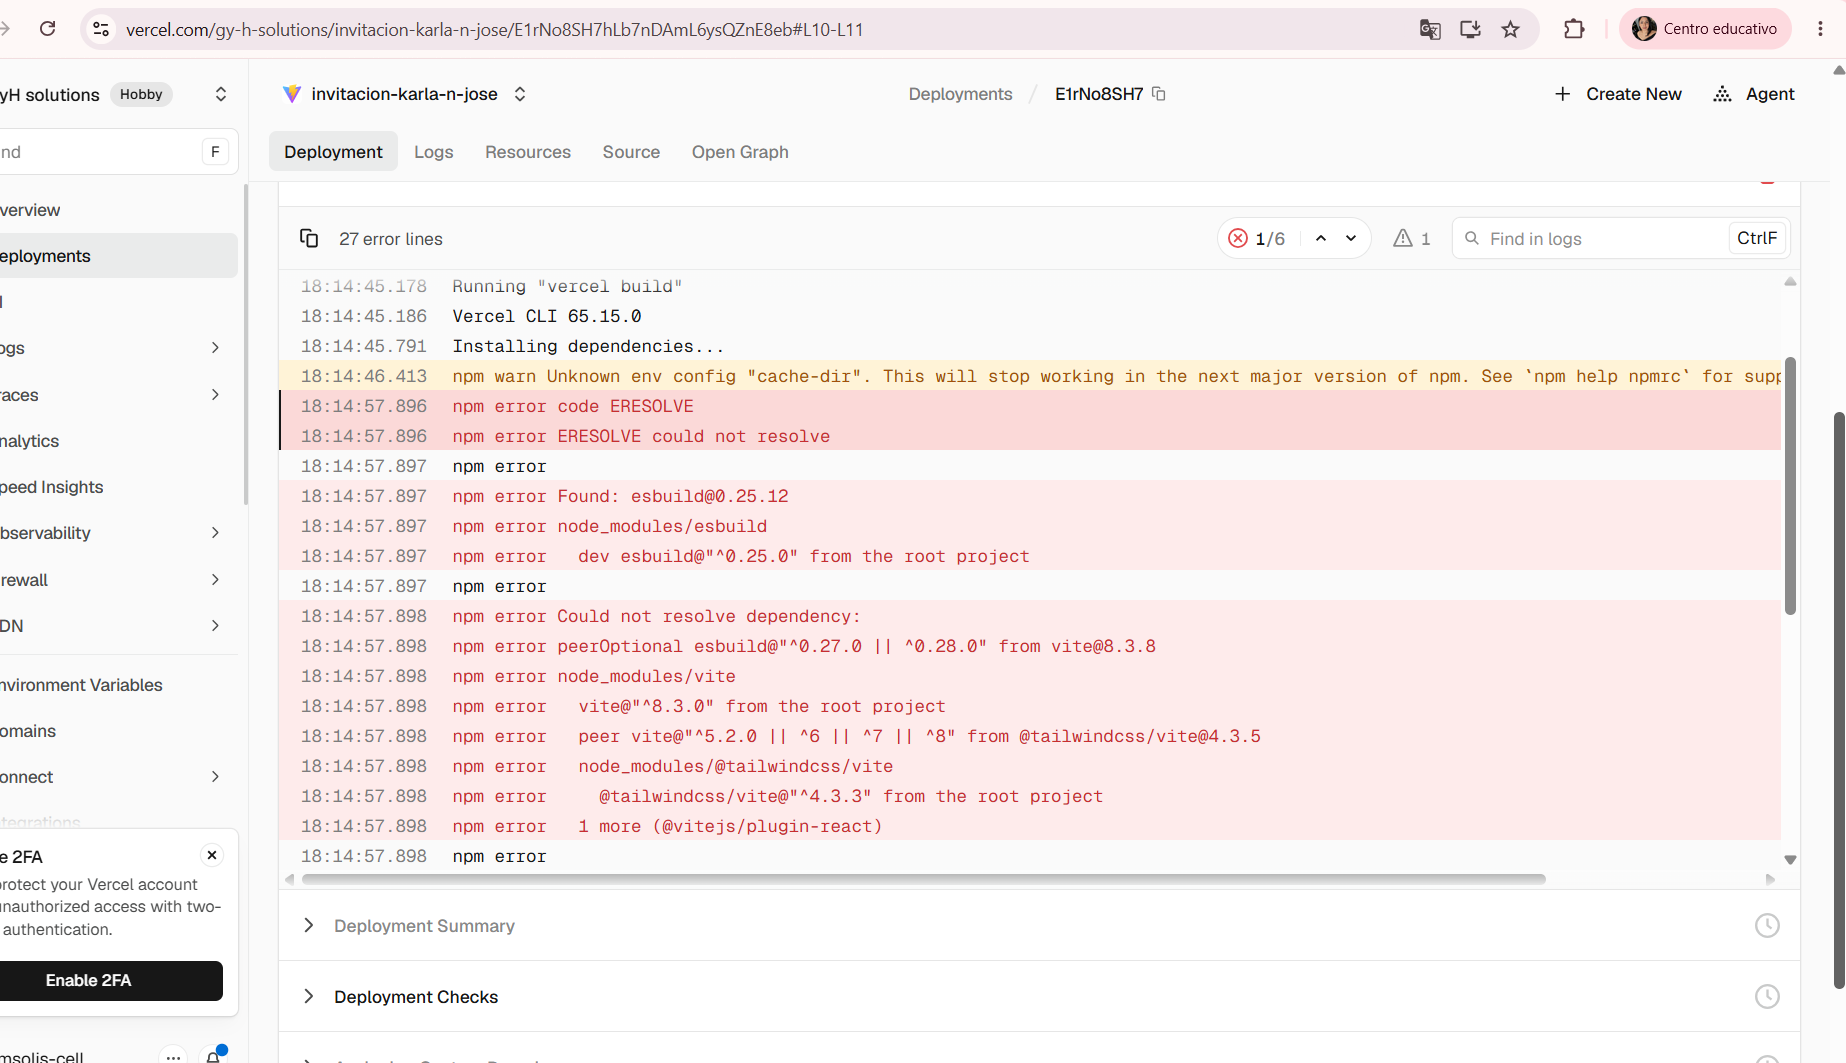 vercel.com/gy-h-solutions/invitacion-karla-n-jose/E1rNo8SH7hLb7nDAmL6ysQZnE8eb#L10-L11
Centro educativo
yH solutions Hobby
invitacion-karla-n-jose
Deployments / E1rNo8SH7
Create New
Agent
nd F
Deployment Logs Resources Source Open Graph
verview
eployments
ogs
races
nalytics
peed Insights
bservability
rewall
DN
nvironment Variables
omains
onnect
tegrations
e 2FA
protect your Vercel account
unauthorized access with two-
authentication.
Enable 2FA
msolis-cell
27 error lines
1/6
1
Find in logs CtrlF
18:14:45.178 Running "vercel build"
18:14:45.186 Vercel CLI 65.15.0
18:14:45.791 Installing dependencies...
18:14:46.413 npm warn Unknown env config "cache-dir". This will stop working in the next major version of npm. See `npm help npmrc` for supp
18:14:57.896 npm error code ERESOLVE
18:14:57.896 npm error ERESOLVE could not resolve
18:14:57.897 npm error
18:14:57.897 npm error Found: esbuild@0.25.12
18:14:57.897 npm error node_modules/esbuild
18:14:57.897 npm error   dev esbuild@"^0.25.0" from the root project
18:14:57.897 npm error
18:14:57.898 npm error Could not resolve dependency:
18:14:57.898 npm error peerOptional esbuild@"^0.27.0 || ^0.28.0" from vite@8.3.8
18:14:57.898 npm error node_modules/vite
18:14:57.898 npm error   vite@"^8.3.0" from the root project
18:14:57.898 npm error   peer vite@"^5.2.0 || ^6 || ^7 || ^8" from @tailwindcss/vite@4.3.5
18:14:57.898 npm error   node_modules/@tailwindcss/vite
18:14:57.898 npm error     @tailwindcss/vite@"^4.3.3" from the root project
18:14:57.898 npm error   1 more (@vitejs/plugin-react)
18:14:57.898 npm error
Deployment Summary
Deployment Checks